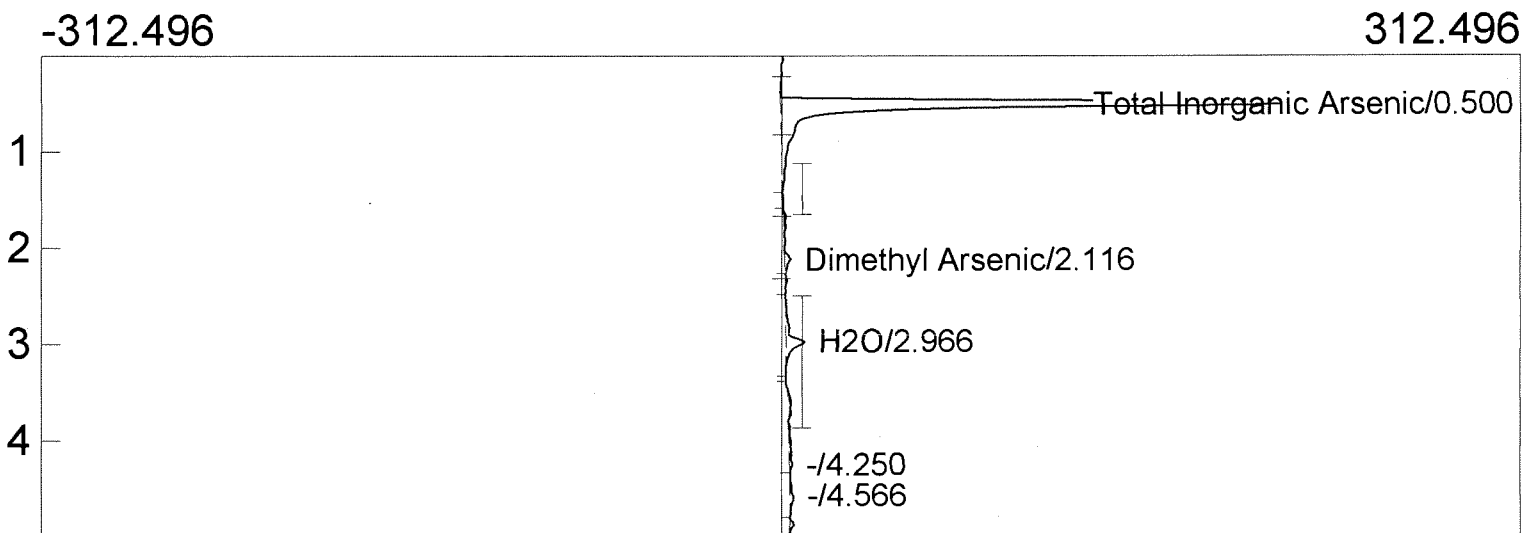 -312.496 312.496
Total Inorganic Arsenic/0.500
1
2
Dimethyl Arsenic/2.116
3
H2O/2.966
4
-/4.250
-/4.566